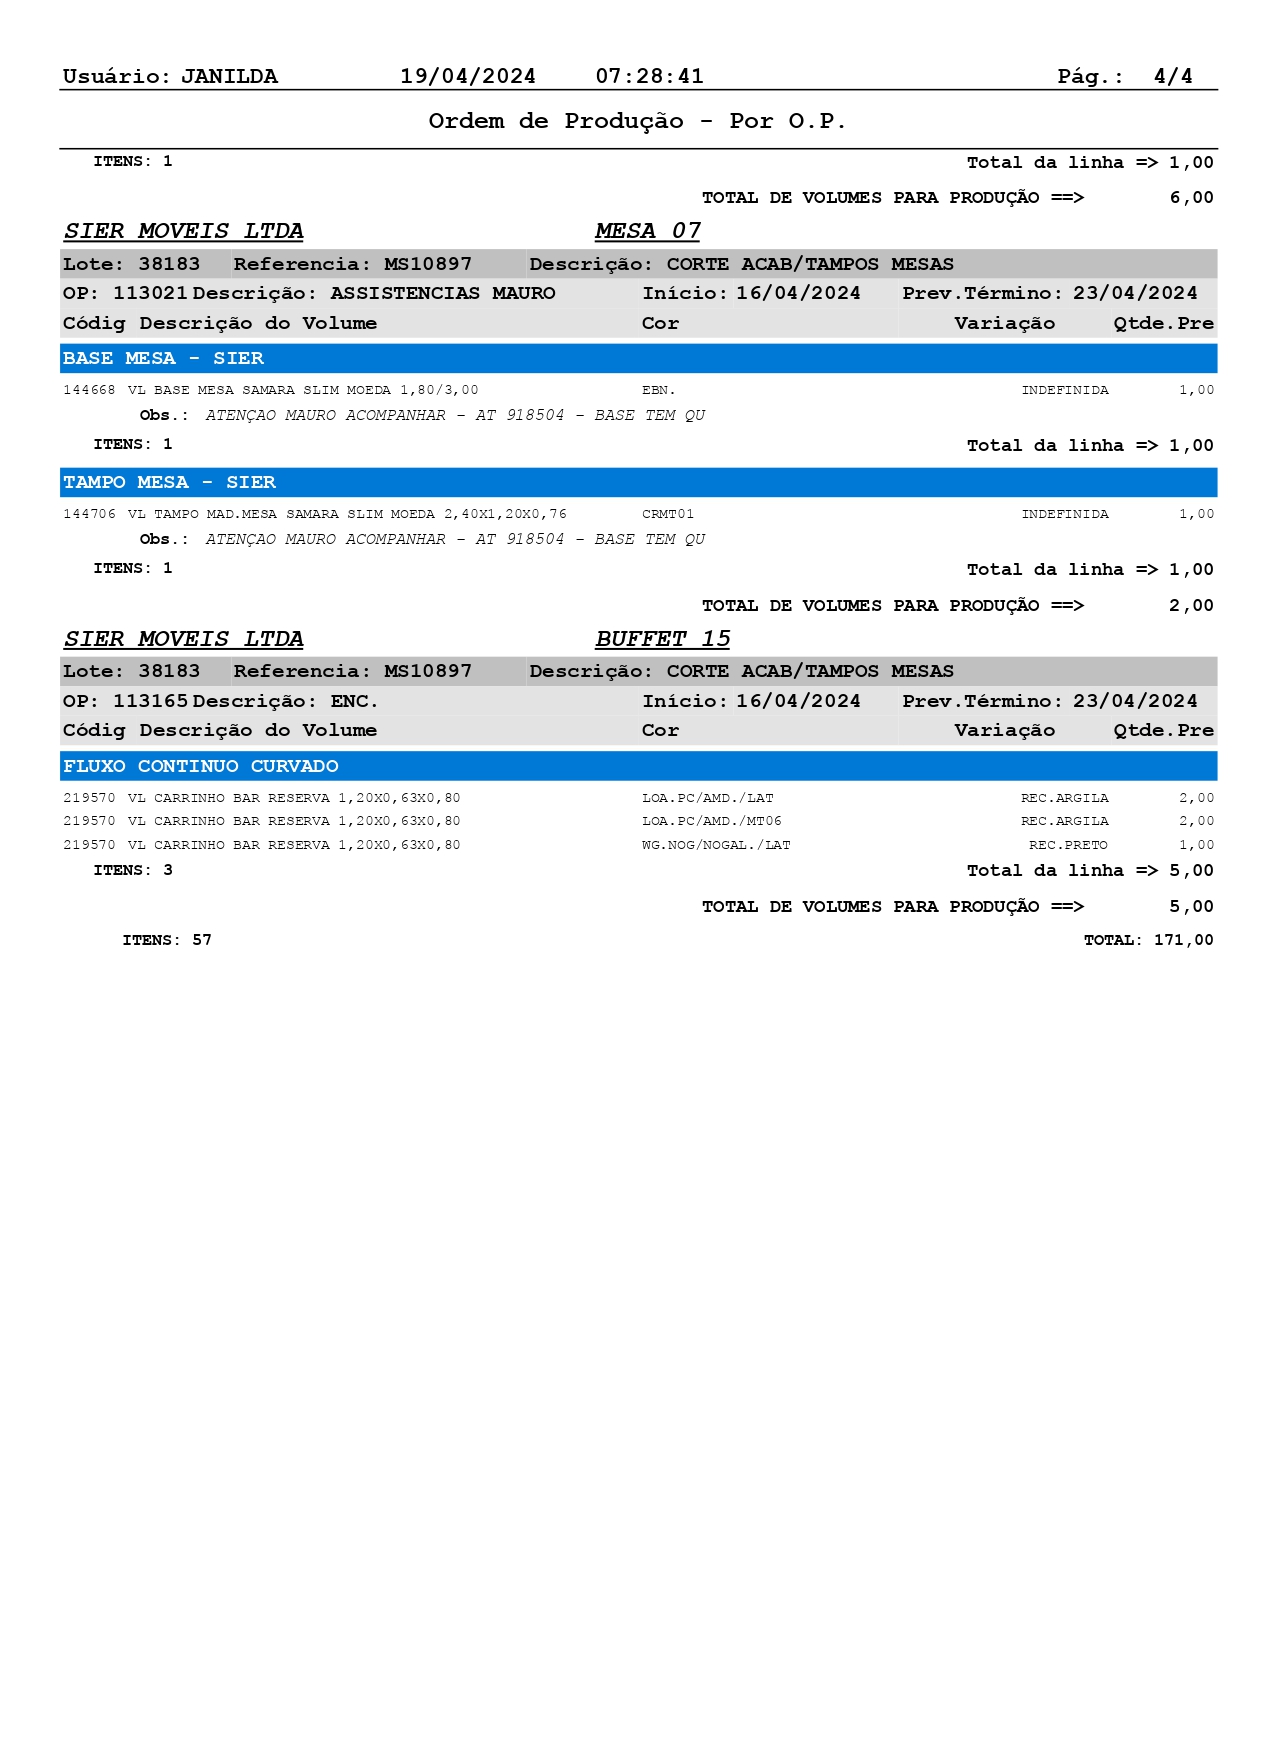 Usuário: JANILDA 19/04/2024 07:28:41 Pág.: 4/4
Ordem de Produção - Por O.P.
ITENS: 1 Total da linha => 1,00
TOTAL DE VOLUMES PARA PRODUÇÃO ==> 6,00
SIER MOVEIS LTDA MESA 07
Lote: 38183 Referencia: MS10897 Descrição: CORTE ACAB/TAMPOS MESAS
OP: 113021 Descrição: ASSISTENCIAS MAURO Início: 16/04/2024 Prev.Término: 23/04/2024
Códig Descrição do Volume Cor Variação Qtde.Pre
BASE MESA - SIER
144668 VL BASE MESA SAMARA SLIM MOEDA 1,80/3,00 EBN. INDEFINIDA 1,00
Obs.: ATENÇAO MAURO ACOMPANHAR - AT 918504 - BASE TEM QU
ITENS: 1 Total da linha => 1,00
TAMPO MESA - SIER
144706 VL TAMPO MAD.MESA SAMARA SLIM MOEDA 2,40X1,20X0,76 CRMT01 INDEFINIDA 1,00
Obs.: ATENÇAO MAURO ACOMPANHAR - AT 918504 - BASE TEM QU
ITENS: 1 Total da linha => 1,00
TOTAL DE VOLUMES PARA PRODUÇÃO ==> 2,00
SIER MOVEIS LTDA BUFFET 15
Lote: 38183 Referencia: MS10897 Descrição: CORTE ACAB/TAMPOS MESAS
OP: 113165 Descrição: ENC. Início: 16/04/2024 Prev.Término: 23/04/2024
Códig Descrição do Volume Cor Variação Qtde.Pre
FLUXO CONTINUO CURVADO
219570 VL CARRINHO BAR RESERVA 1,20X0,63X0,80 LOA.PC/AMD./LAT REC.ARGILA 2,00
219570 VL CARRINHO BAR RESERVA 1,20X0,63X0,80 LOA.PC/AMD./MT06 REC.ARGILA 2,00
219570 VL CARRINHO BAR RESERVA 1,20X0,63X0,80 WG.NOG/NOGAL./LAT REC.PRETO 1,00
ITENS: 3 Total da linha => 5,00
TOTAL DE VOLUMES PARA PRODUÇÃO ==> 5,00
ITENS: 57 TOTAL: 171,00